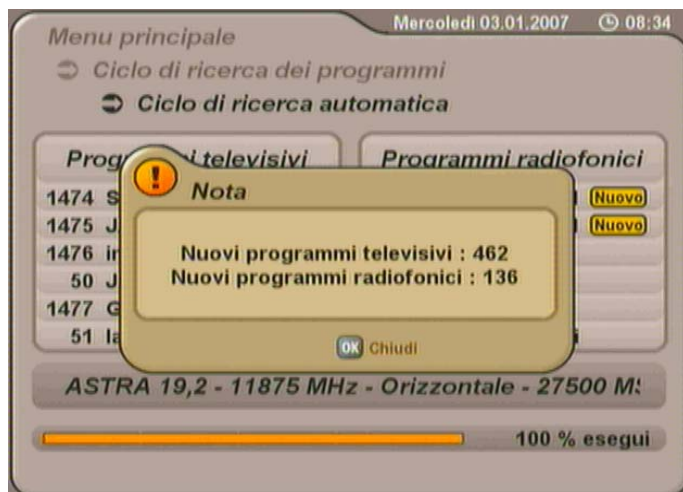 Mercoledì 03.01.2007 08:34
Menu principale
Ciclo di ricerca dei programmi
Ciclo di ricerca automatica
televisivi Programmi radiofonici
1474 S Nuovo
1475 J Nuovo
1476
50 J
1477 G
51
Nota
Nuovi programmi televisivi : 462
Nuovi programmi radiofonici : 136
OK Chiudi
ASTRA 19,2 - 11875 MHz - Orizzontale - 27500
100 % esegui